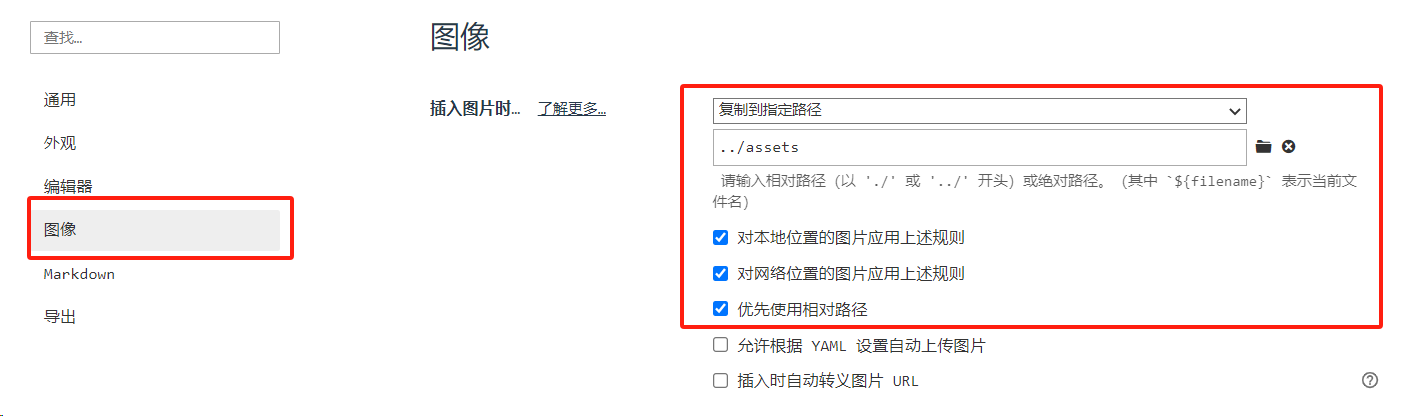 查找…
通用
外观
编辑器
图像
Markdown
导出
图像
插入图片时… 了解更多…
复制到指定路径
../assets
请输入相对路径 (以 './' 或 '../' 开头) 或绝对路径。 (其中 `${filename}` 表示当前文
件名)
对本地位置的图片应用上述规则
对网络位置的图片应用上述规则
优先使用相对路径
允许根据 YAML 设置自动上传图片
插入时自动转义图片 URL